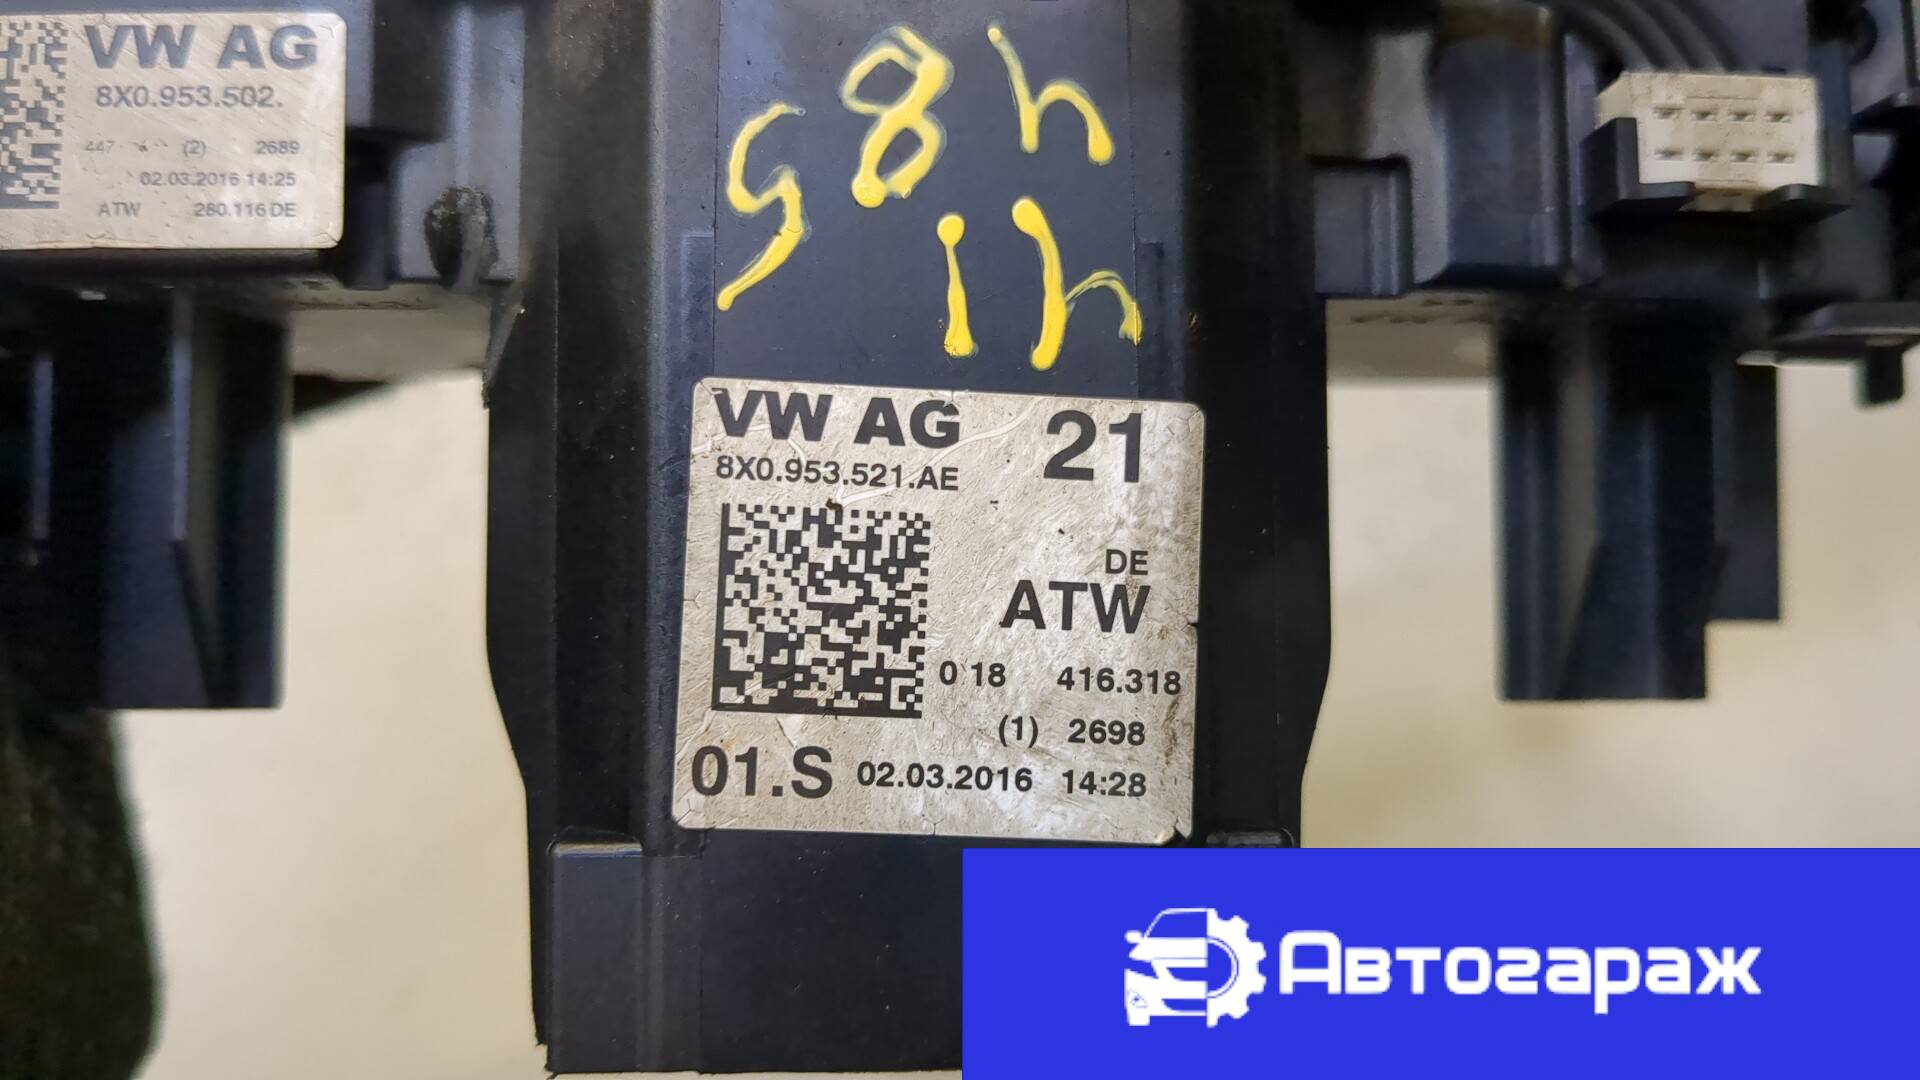 VW AG
8X0.953.502.
447 (2) 2689
02.03.2016 14:25
ATW 280.116 DE
VW AG 21
8X0.953.521.AE
DE
ATW
0 18 416.318
(1) 2698
01.S 02.03.2016 14:28
Автогараж